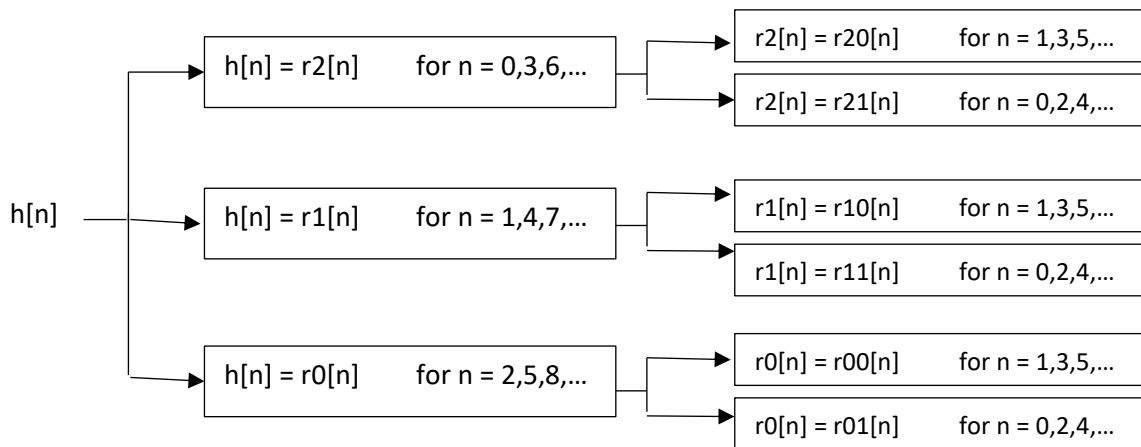 r2[n] = r20[n] for n = 1,3,5,…
h[n] = r2[n] for n = 0,3,6,…
r2[n] = r21[n] for n = 0,2,4,…
r1[n] = r10[n] for n = 1,3,5,…
h[n] h[n] = r1[n] for n = 1,4,7,…
r1[n] = r11[n] for n = 0,2,4,…
r0[n] = r00[n] for n = 1,3,5,…
h[n] = r0[n] for n = 2,5,8,…
r0[n] = r01[n] for n = 0,2,4,…